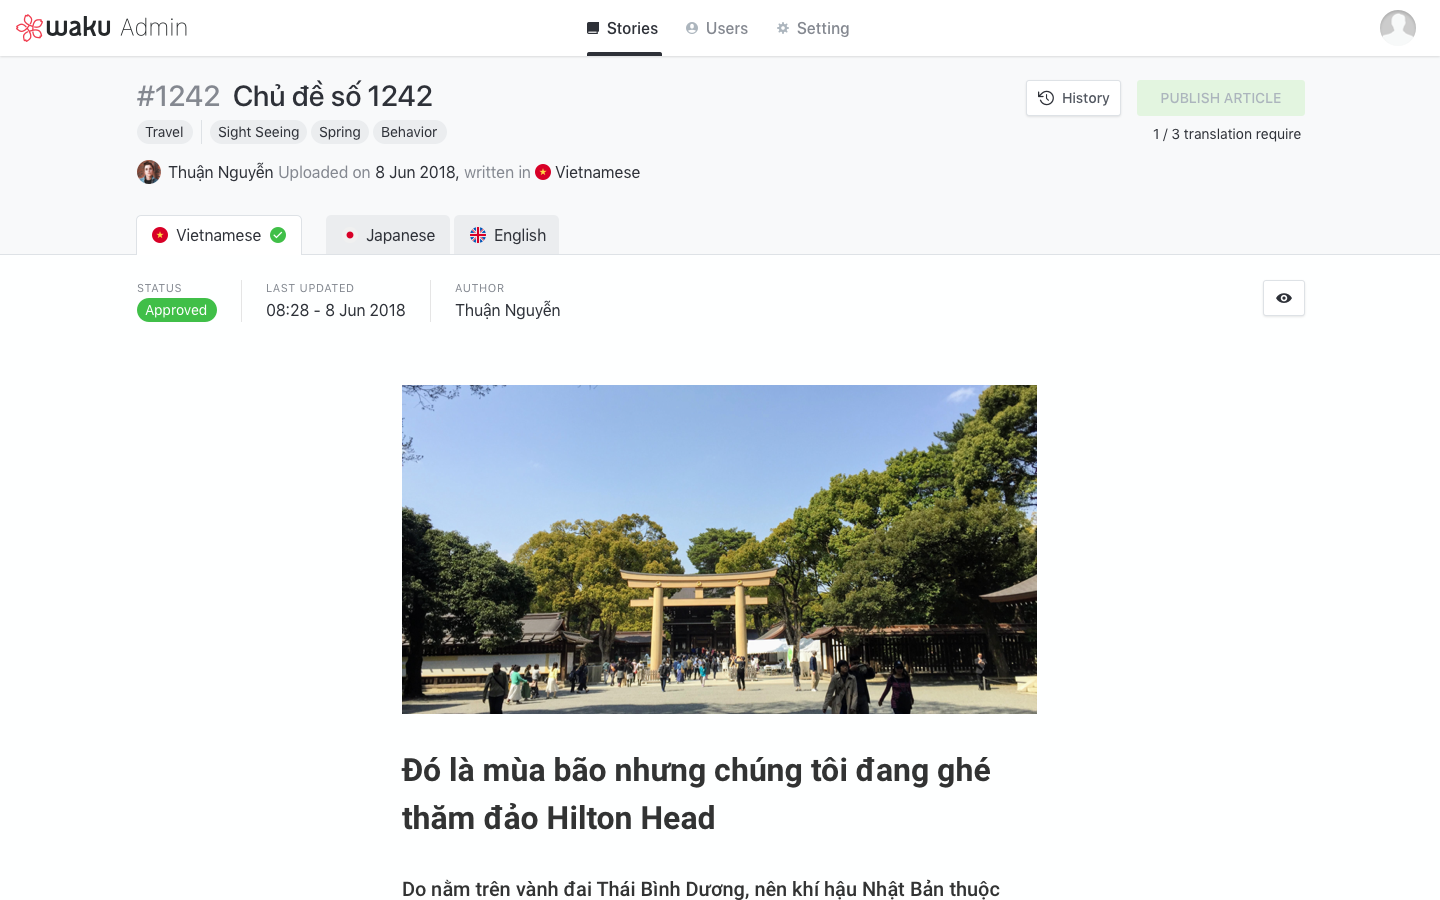 waku Admin
Stories
Users
Setting
#1242 Chủ đề số 1242
History
PUBLISH ARTICLE
Travel
Sight Seeing
Spring
Behavior
1 / 3 translation require
Thuận Nguyễn Uploaded on 8 Jun 2018, written in Vietnamese
Vietnamese
Japanese
English
STATUS
Approved
LAST UPDATED
08:28 - 8 Jun 2018
AUTHOR
Thuận Nguyễn
Đó là mùa bão nhưng chúng tôi đang ghé
thăm đảo Hilton Head
Do nằm trên vành đai Thái Bình Dương, nên khí hậu Nhật Bản thuộc